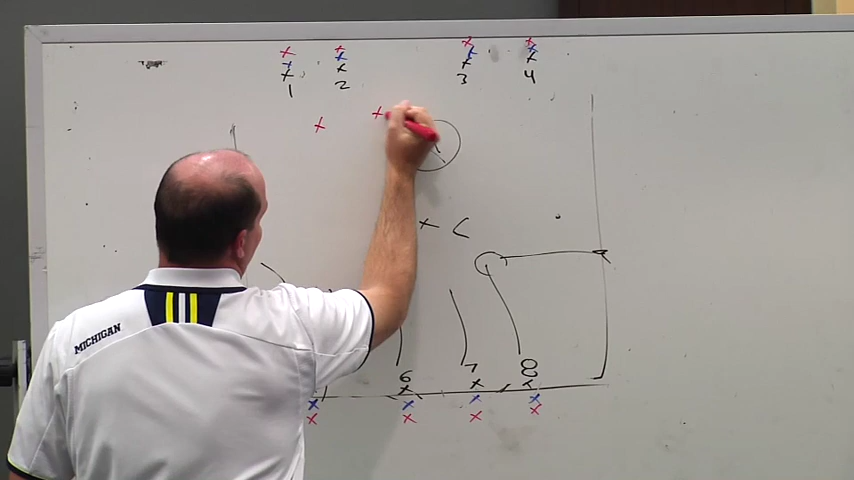 x x x x
x x x x
x x x x
1 2 3 4
x x
x C
6 7 8
x x x
x x x x
x x x x
MICHIGAN